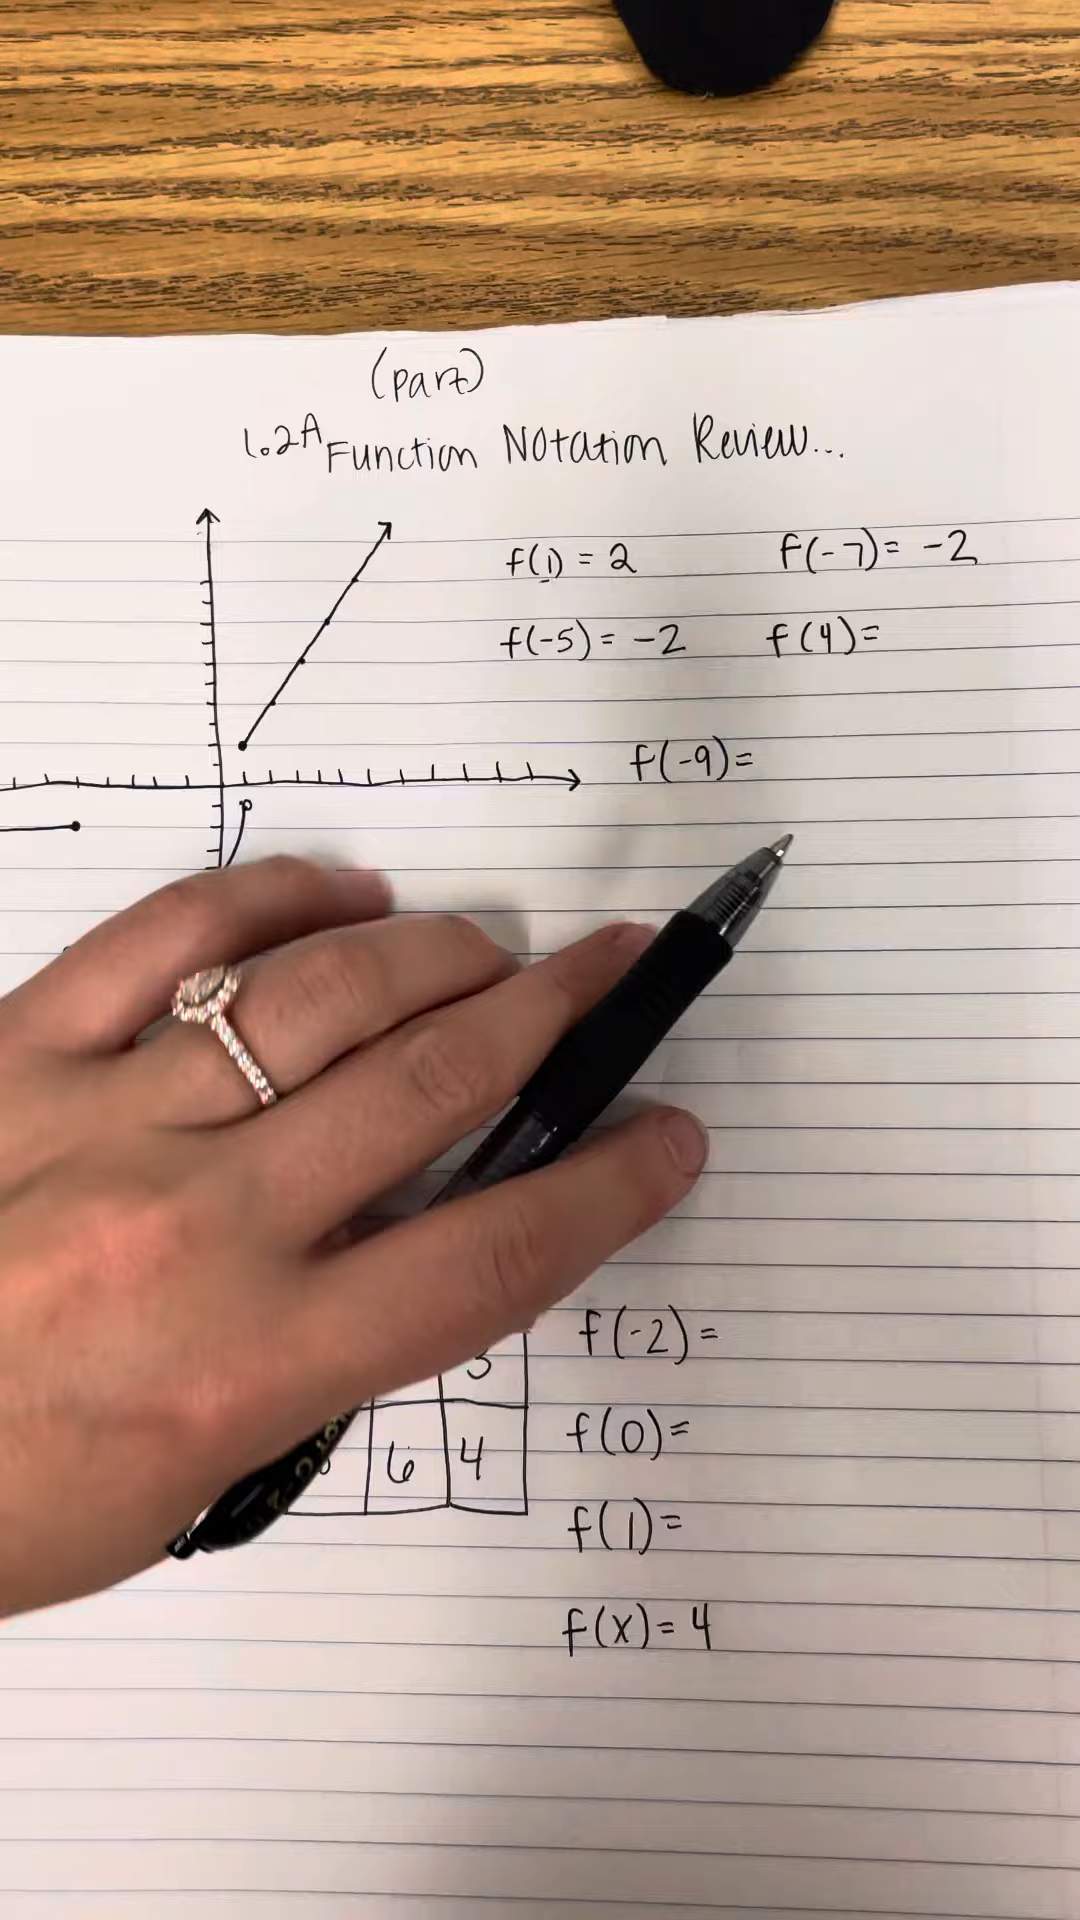 (part)
1.2A Function Notation Review...
f(1) = 2 f(-7) = -2
f(-5) = -2 f(4) =
f(-9) =
3 f(-2) =
f(0) =
6 4
f(1) =
f(x) = 4